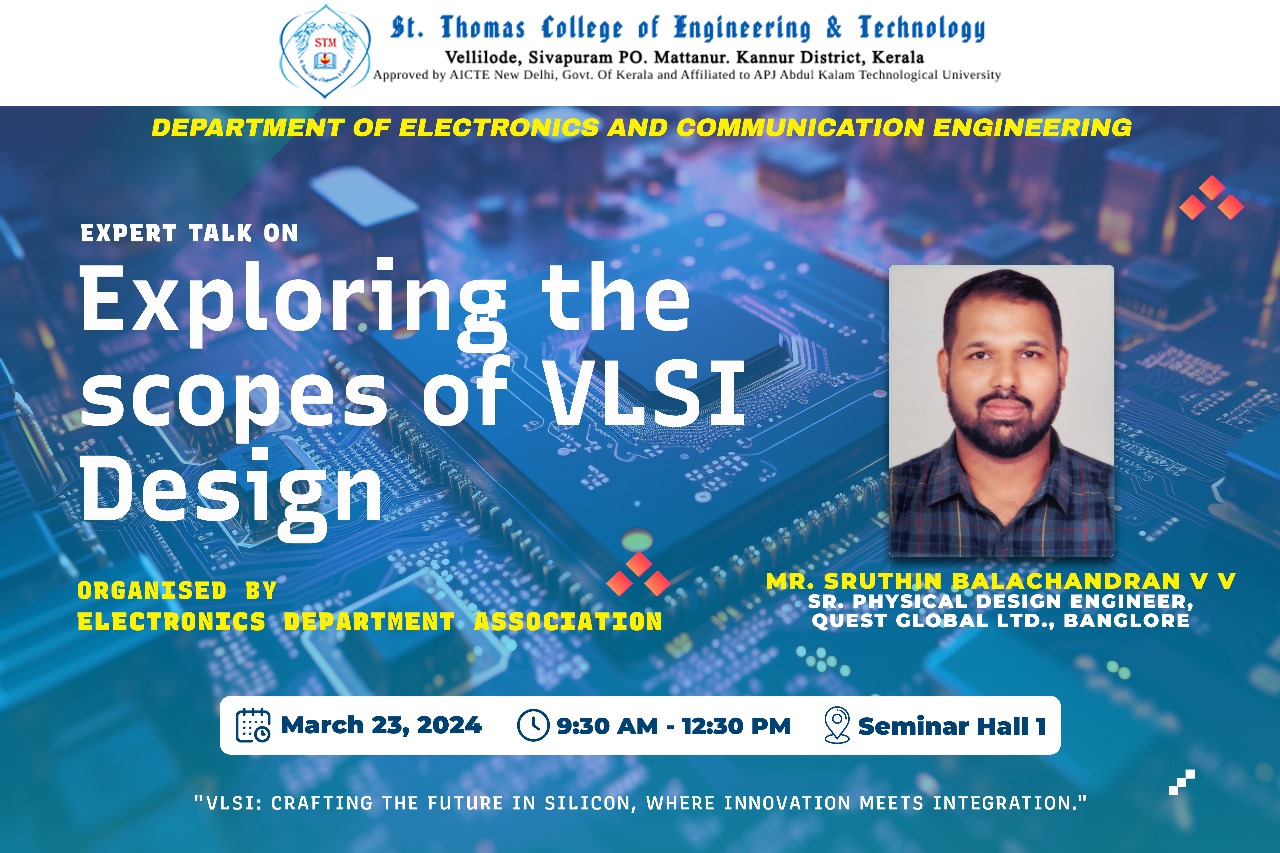 STM
St. Thomas College of Engineering & Technology
Vellilode, Sivapuram PO. Mattanur. Kannur District, Kerala
Approved by AICTE New Delhi, Govt. Of Kerala and Affiliated to APJ Abdul Kalam Technological University
DEPARTMENT OF ELECTRONICS AND COMMUNICATION ENGINEERING
EXPERT TALK ON
Exploring the
scopes of VLSI
Design
ORGANISED BY
ELECTRONICS DEPARTMENT ASSOCIATION
MR. SRUTHIN BALACHANDRAN V V
SR. PHYSICAL DESIGN ENGINEER,
QUEST GLOBAL LTD., BANGLORE
March 23, 2024 9:30 AM - 12:30 PM Seminar Hall 1
"VLSI: CRAFTING THE FUTURE IN SILICON, WHERE INNOVATION MEETS INTEGRATION."